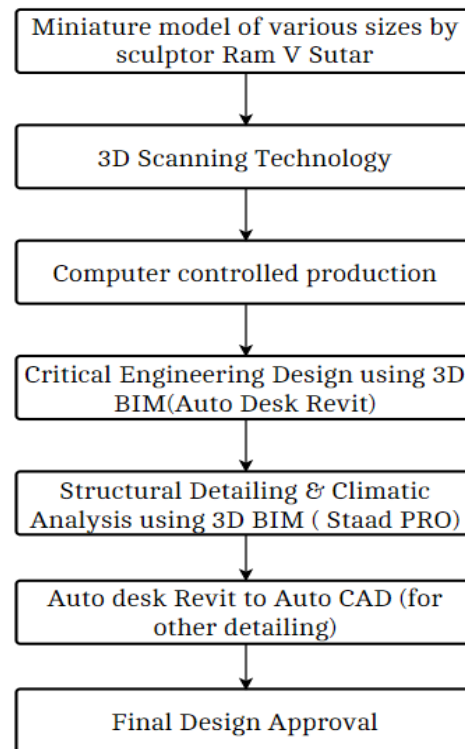 Miniature model of various sizes by
sculptor Ram V Sutar
3D Scanning Technology
Computer controlled production
Critical Engineering Design using 3D
BIM(Auto Desk Revit)
Structural Detailing & Climatic
Analysis using 3D BIM ( Staad PRO)
Auto desk Revit to Auto CAD (for
other detailing)
Final Design Approval